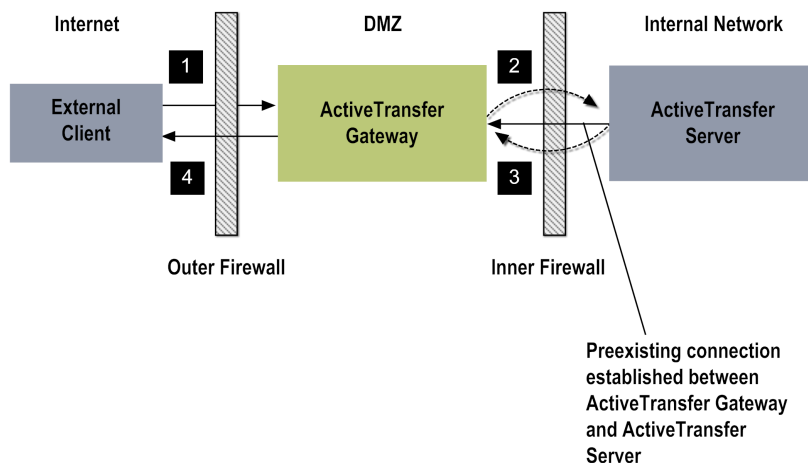 Internet
DMZ
Internal Network
1
2
External
Client
ActiveTransfer
Gateway
ActiveTransfer
Server
4
3
Outer Firewall
Inner Firewall
Preexisting connection
established between
ActiveTransfer Gateway
and ActiveTransfer
Server